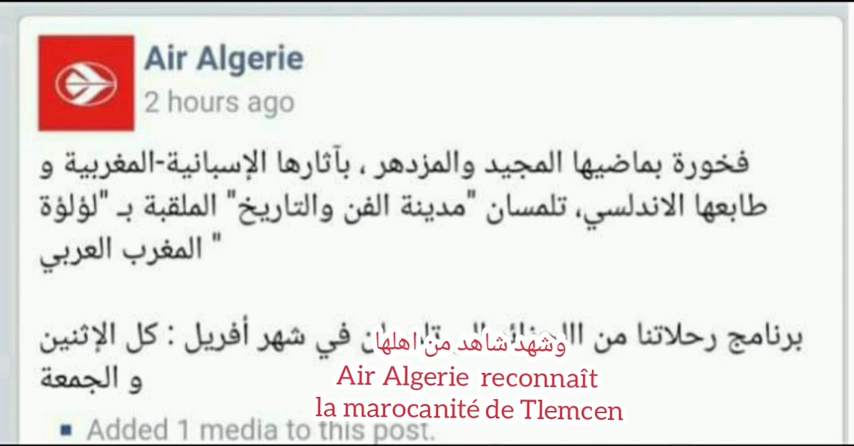 Air Algerie
2 hours ago
فخورة بماضيها المجيد والمزدهر ، بآثارها الإسبانية-المغربية و
طابعها الاندلسي، تلمسان "مدينة الفن والتاريخ" الملقبة بـ "لؤلؤة
المغرب العربي "
برنامج رحلاتنا من في شهر أفريل : كل الإثنين
وشهد شاهد من اهلها
و الجمعة
Air Algerie reconnaît
la marocanité de Tlemcen
Added 1 media to this post.